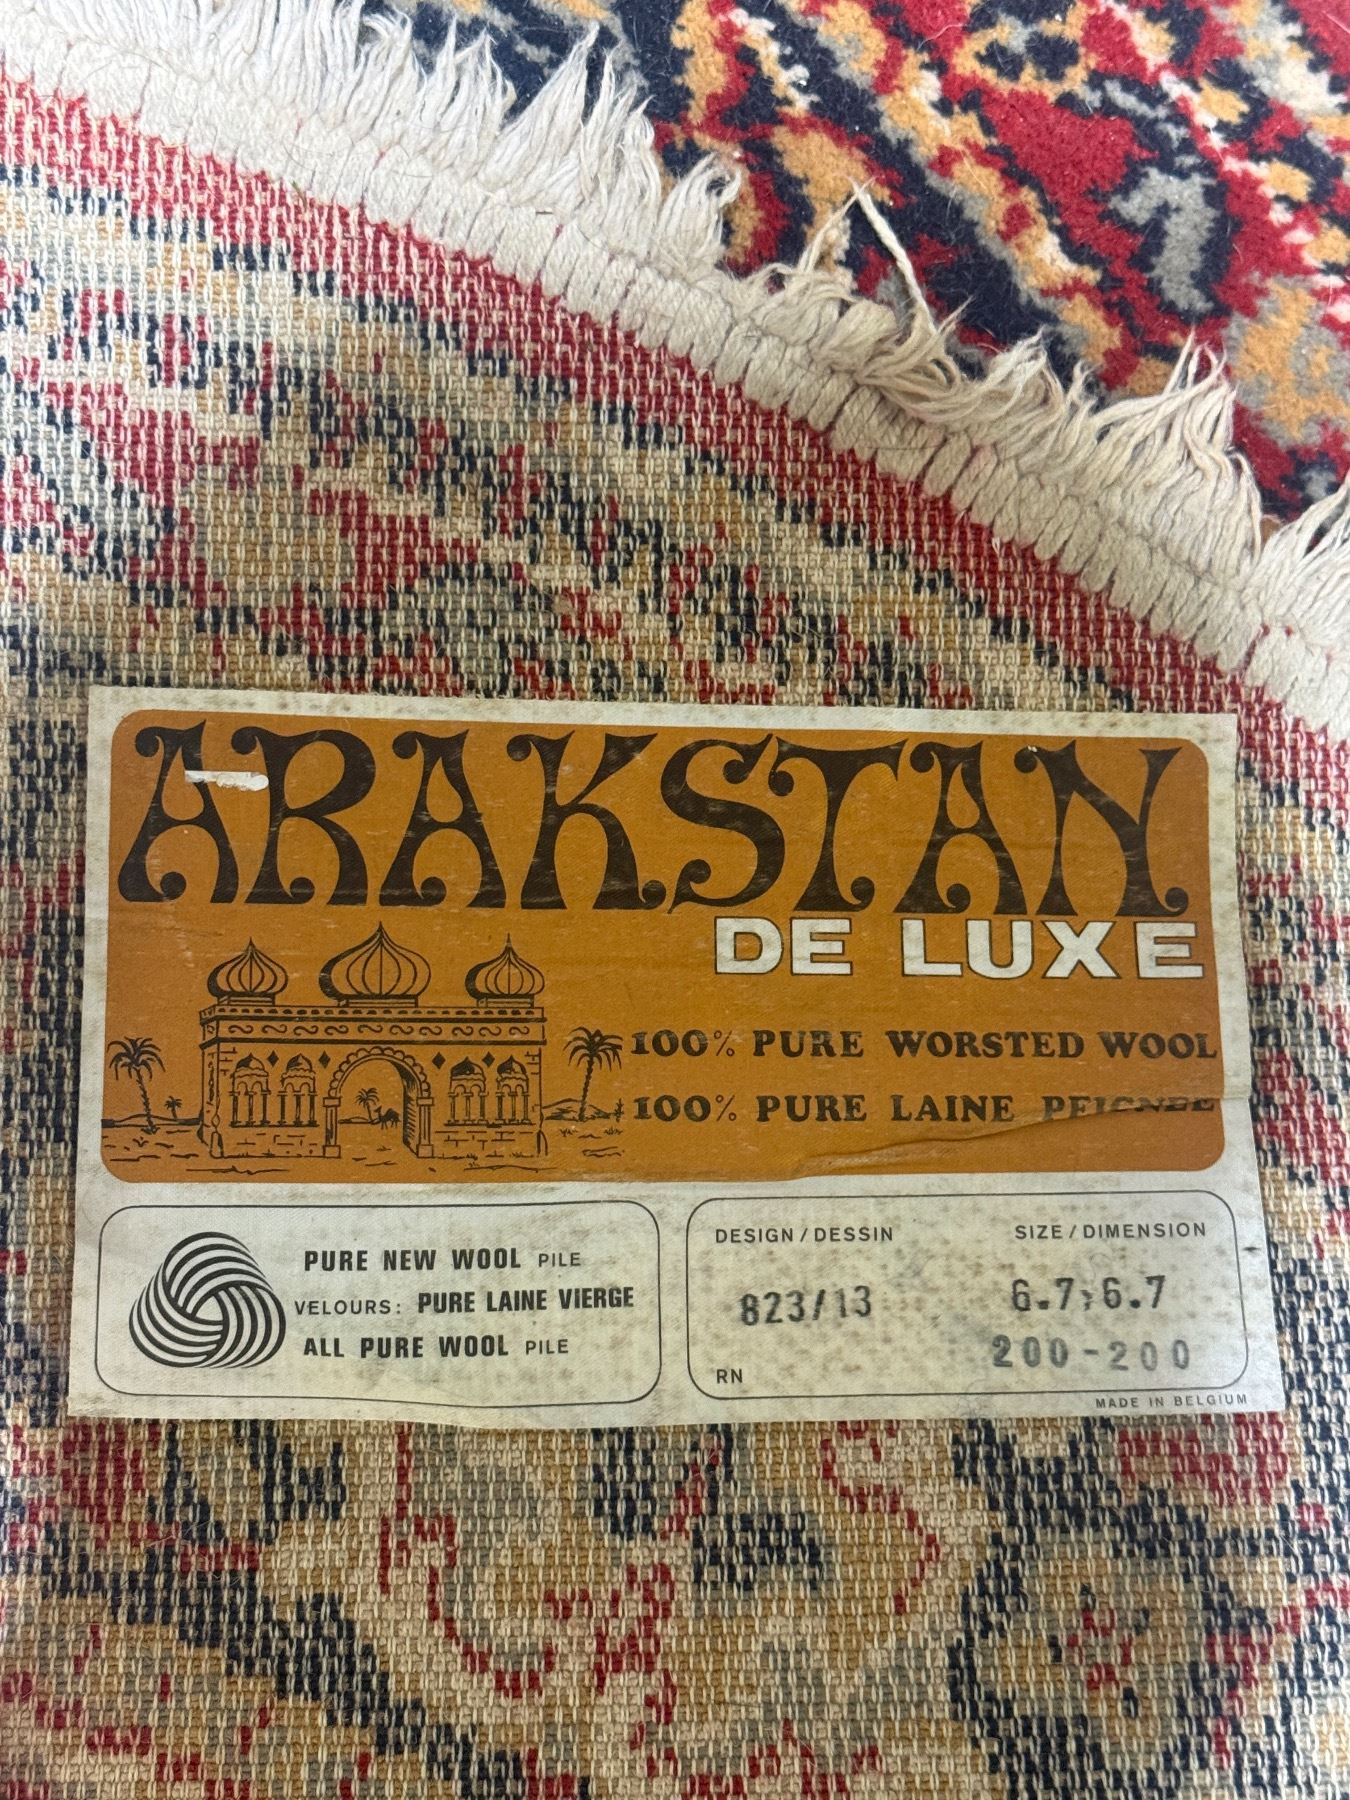 ARAKSTAN
DE LUXE
100% PURE WORSTED WOOL
100% PURE LAINE PEIGNEE
PURE NEW WOOL PILE
VELOURS: PURE LAINE VIERGE
ALL PURE WOOL PILE
DESIGN / DESSIN
SIZE / DIMENSION
823/13
6.7,6.7
200-200
RN
MADE IN BELGIUM